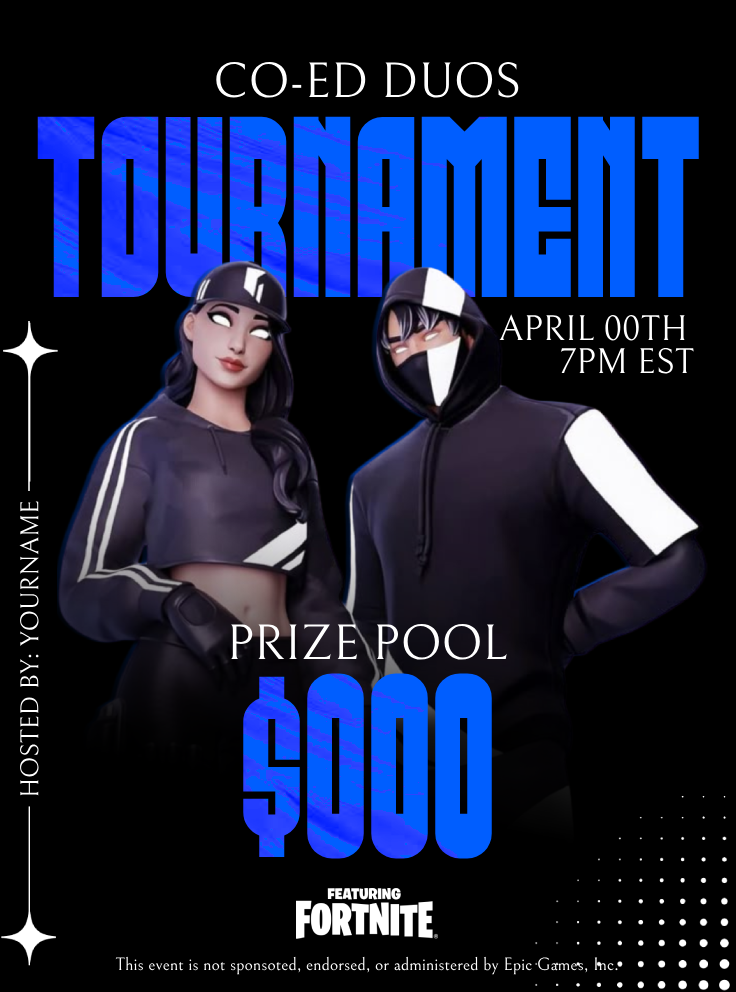 CO-ED DUOS
TOURNAMENT
APRIL 00TH
7PM EST
HOSTED BY: YOURNAME
PRIZE POOL
$000
FEATURING
FORTNITE
This event is not sponsoted, endorsed, or administered by Epic Games, Inc.